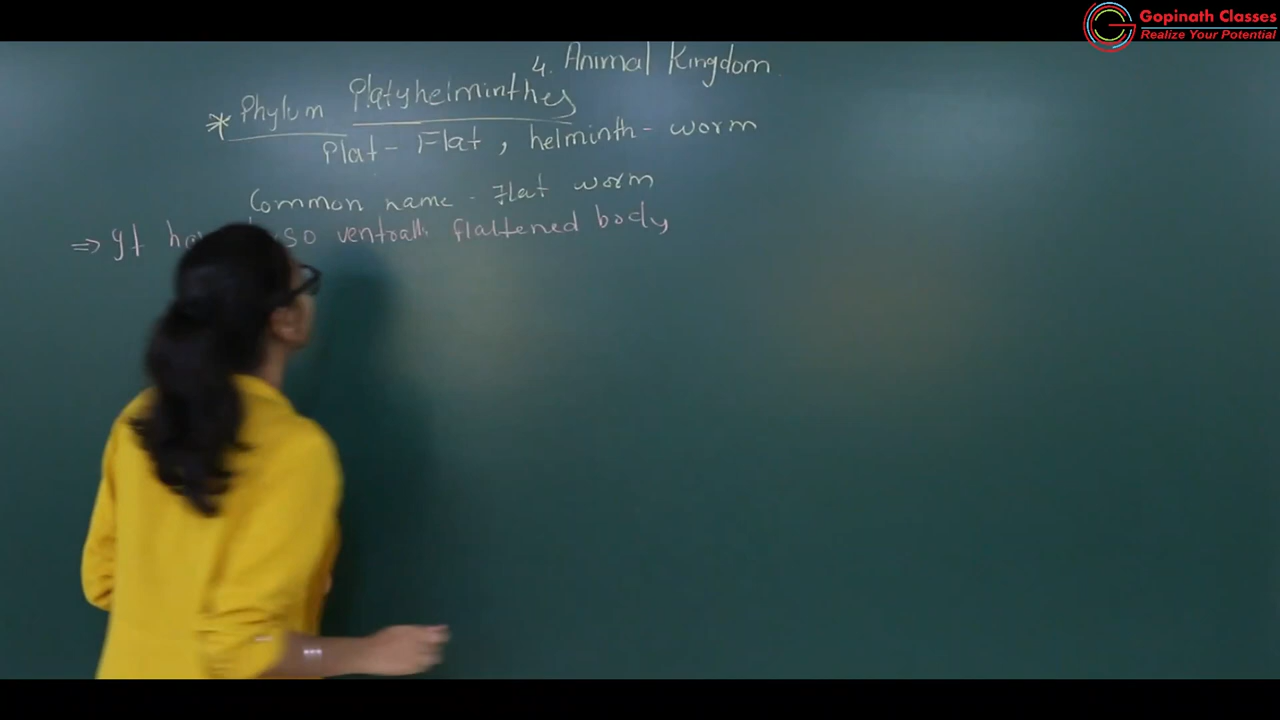 Gopinath Classes
Realize Your Potential
4. Animal Kingdom
* Phylum Platyhelminthes
Plat - Flat, helminth - worm
Common name - Flat worm
⇒ It so ventrally flattened body